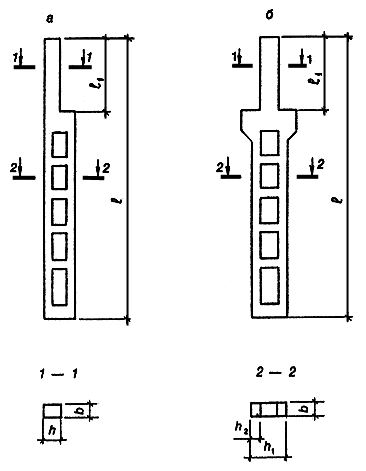 а б
1 1 1 1
ℓ₁ ℓ₁
2 2 2 2
ℓ ℓ
1 — 1 2 — 2
b b
h h₂ h₁